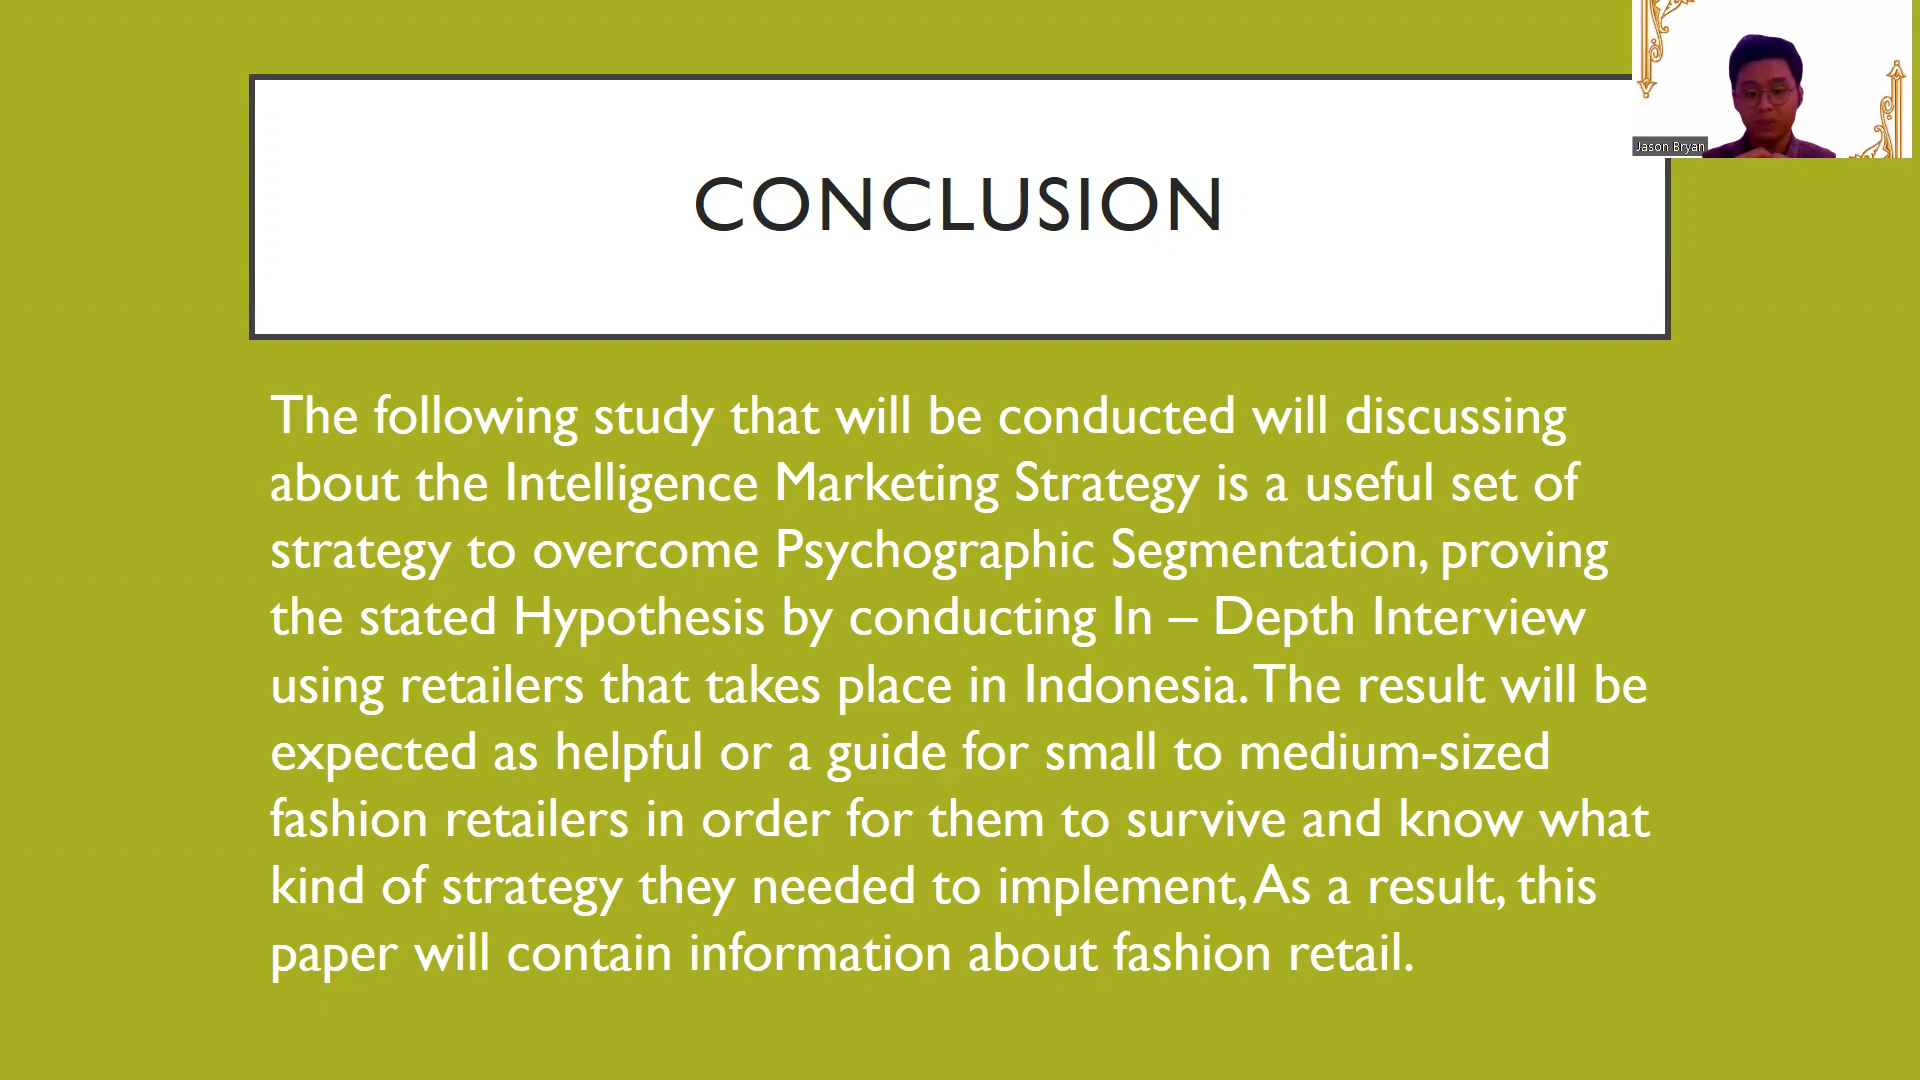 CONCLUSION
Jason Bryan
The following study that will be conducted will discussing
about the Intelligence Marketing Strategy is a useful set of
strategy to overcome Psychographic Segmentation, proving
the stated Hypothesis by conducting In – Depth Interview
using retailers that takes place in Indonesia. The result will be
expected as helpful or a guide for small to medium-sized
fashion retailers in order for them to survive and know what
kind of strategy they needed to implement, As a result, this
paper will contain information about fashion retail.